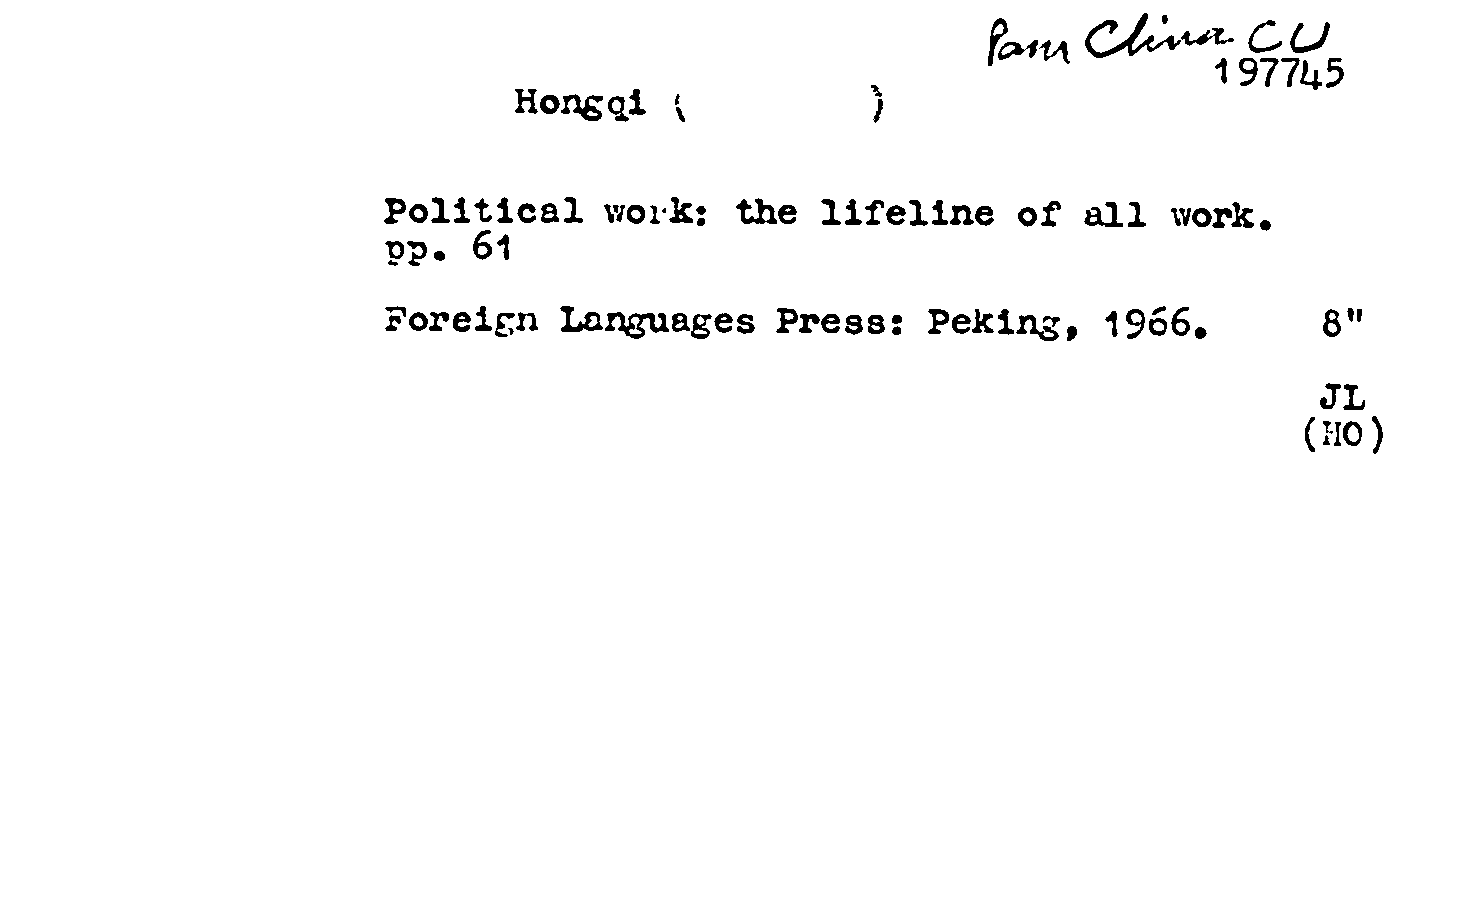 Pam China CU
197745
Hongqi (        )
Political work: the lifeline of all work.
pp. 61
Foreign Languages Press: Peking, 1966. 8"
JL
(HO)